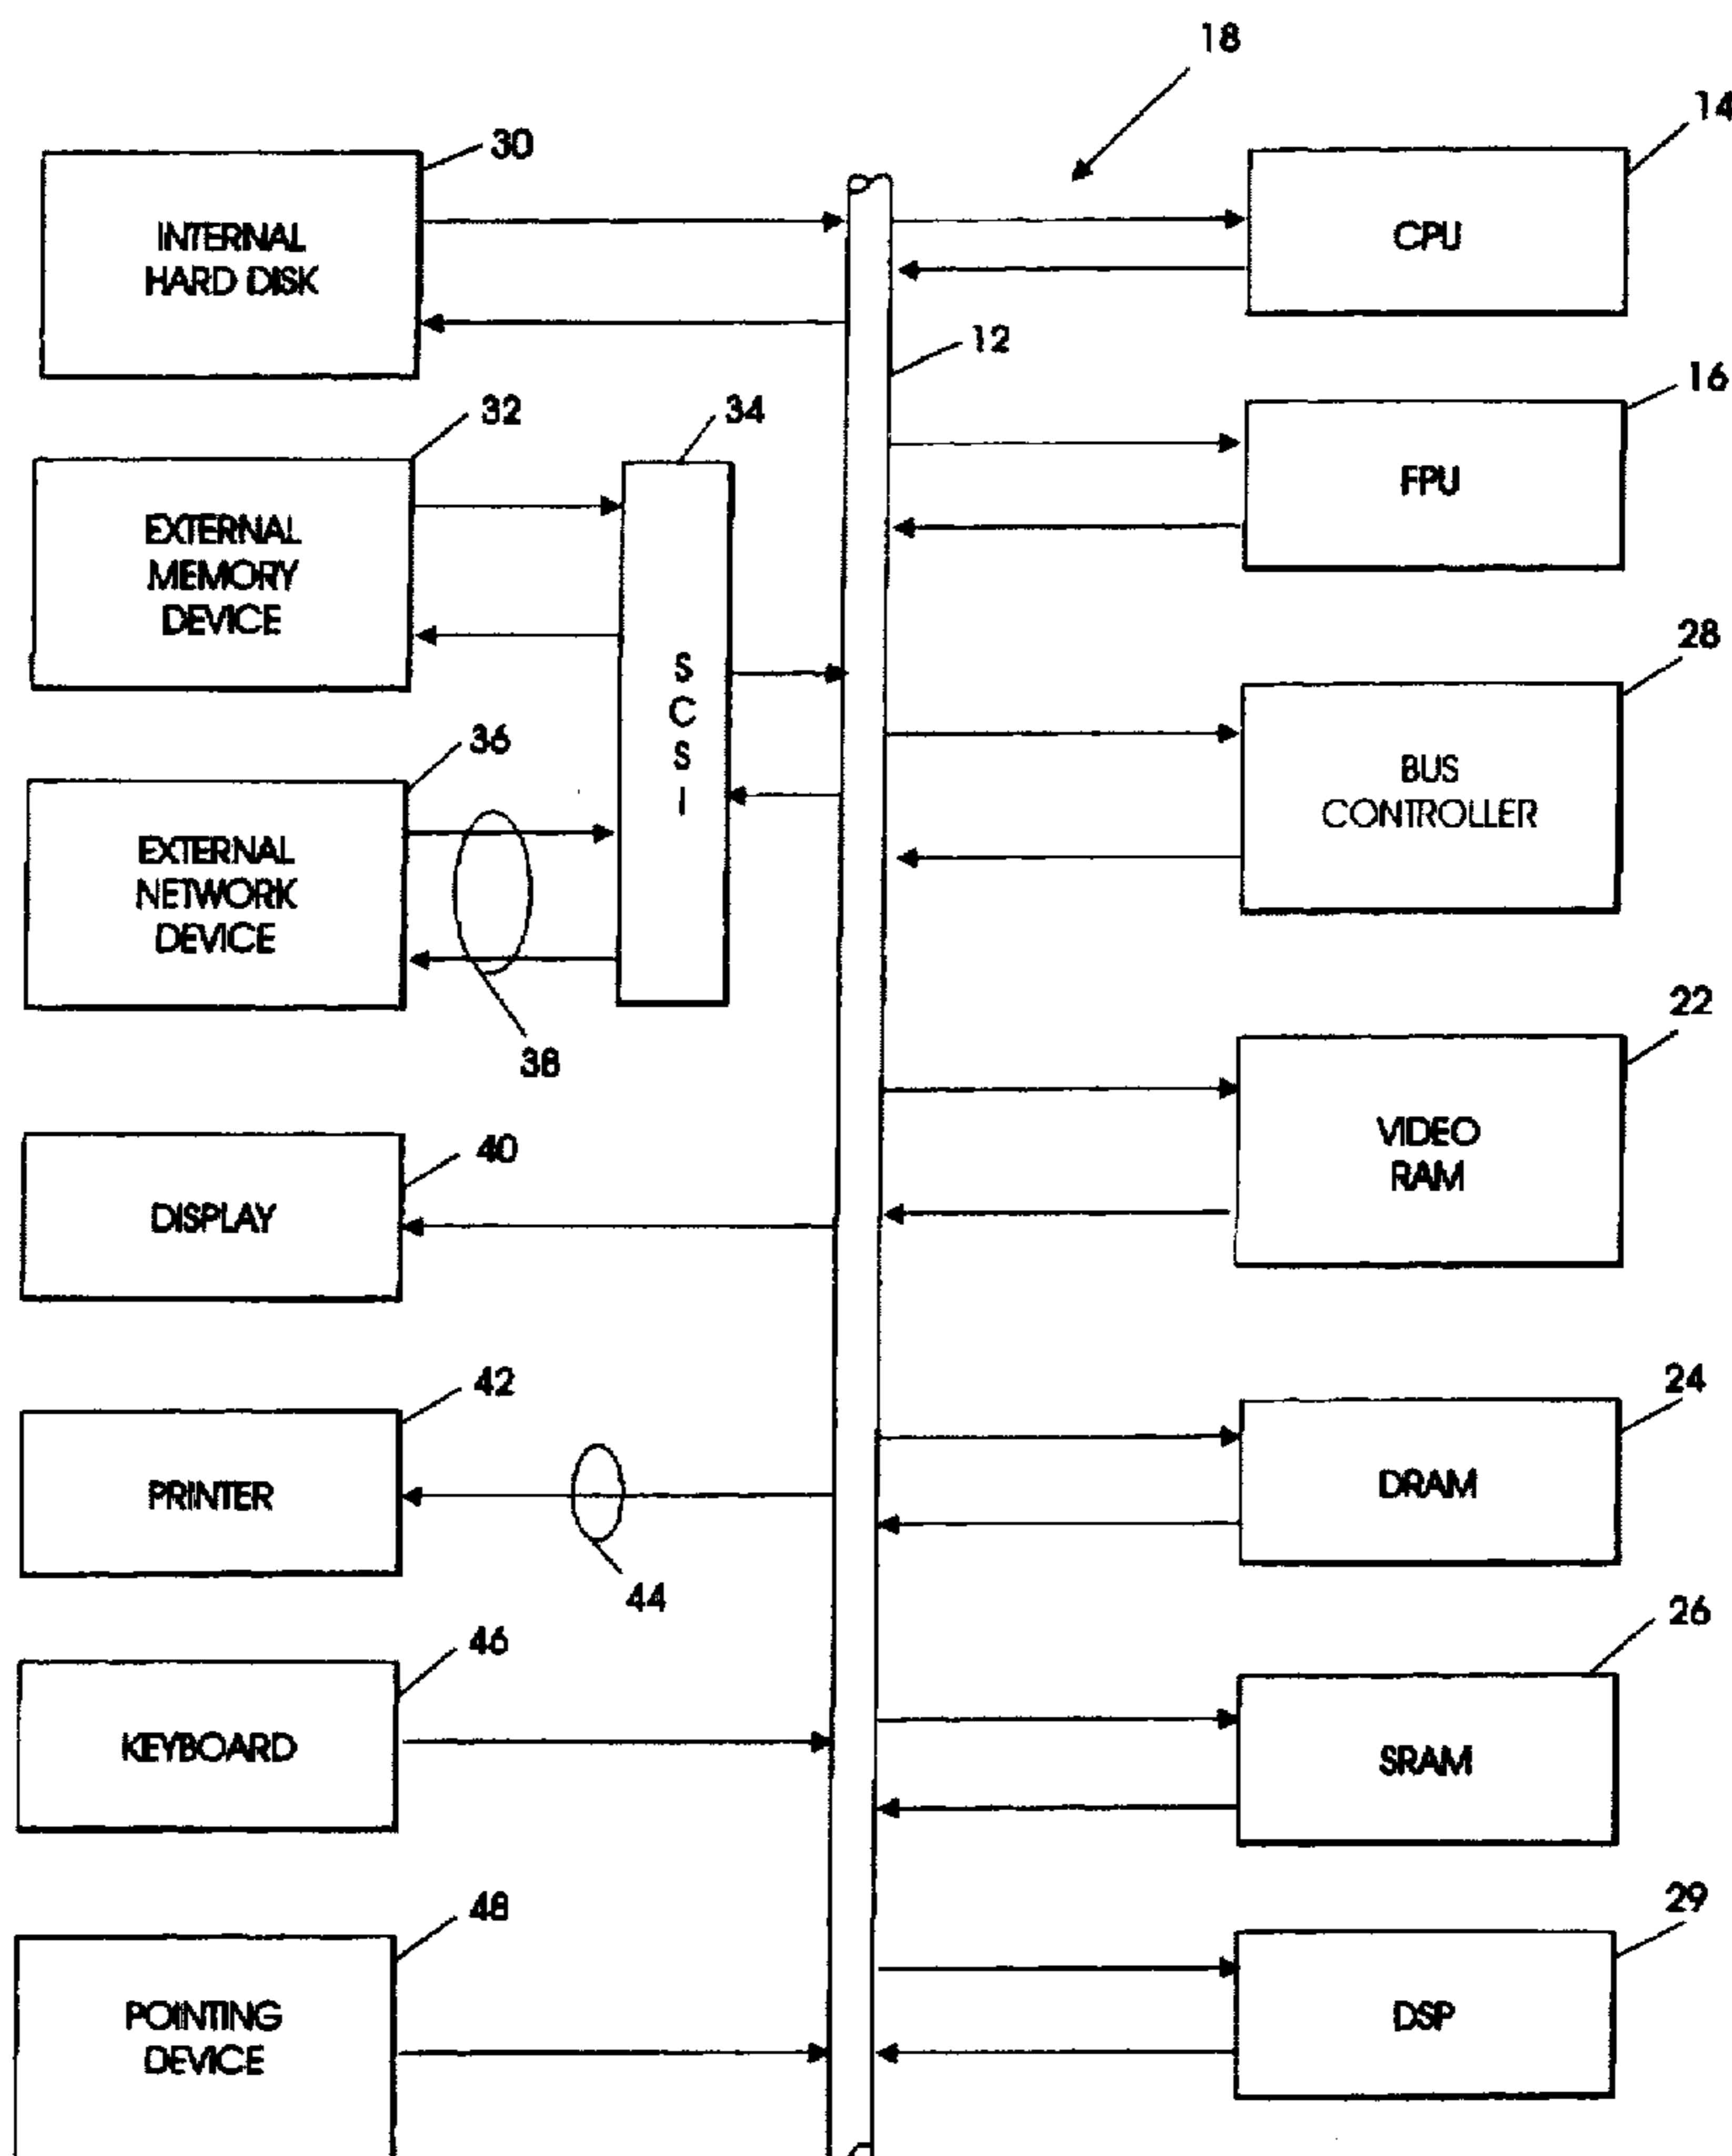 18
14
30
INTERNAL
HARD DISK
CPU
12
16
32
34
FPU
EXTERNAL
MEMORY
DEVICE
28
S
C
S
I
36
BUS
CONTROLLER
EXTERNAL
NETWORK
DEVICE
22
38
40
VIDEO
RAM
DISPLAY
24
42
PRINTER
DRAM
44
26
46
KEYBOARD
SRAM
29
48
POINTING
DEVICE
DSP